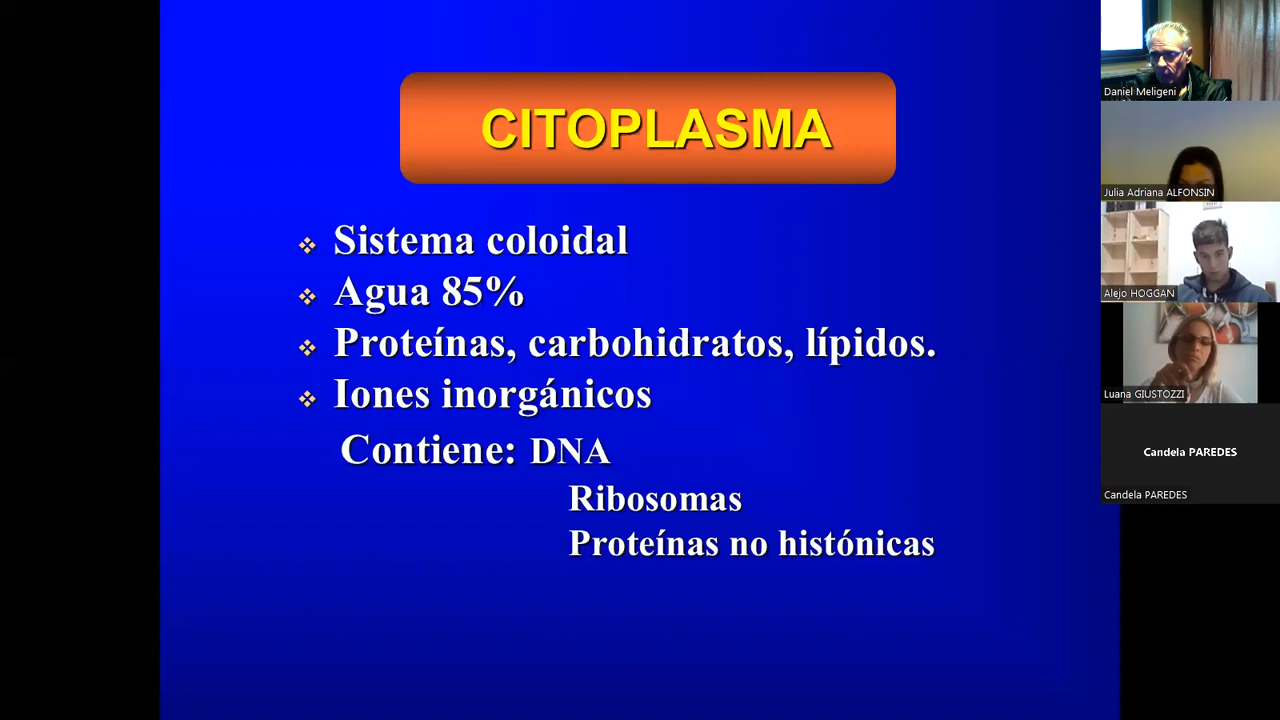 CITOPLASMA
❖ Sistema coloidal
❖ Agua 85%
❖ Proteínas, carbohidratos, lípidos.
❖ Iones inorgánicos
Contiene: DNA
Ribosomas
Proteínas no histónicas
Daniel Meligeni
Julia Adriana ALFONSIN
Alejo HOGGAN
Luana GIUSTOZZI
Candela PAREDES
Candela PAREDES